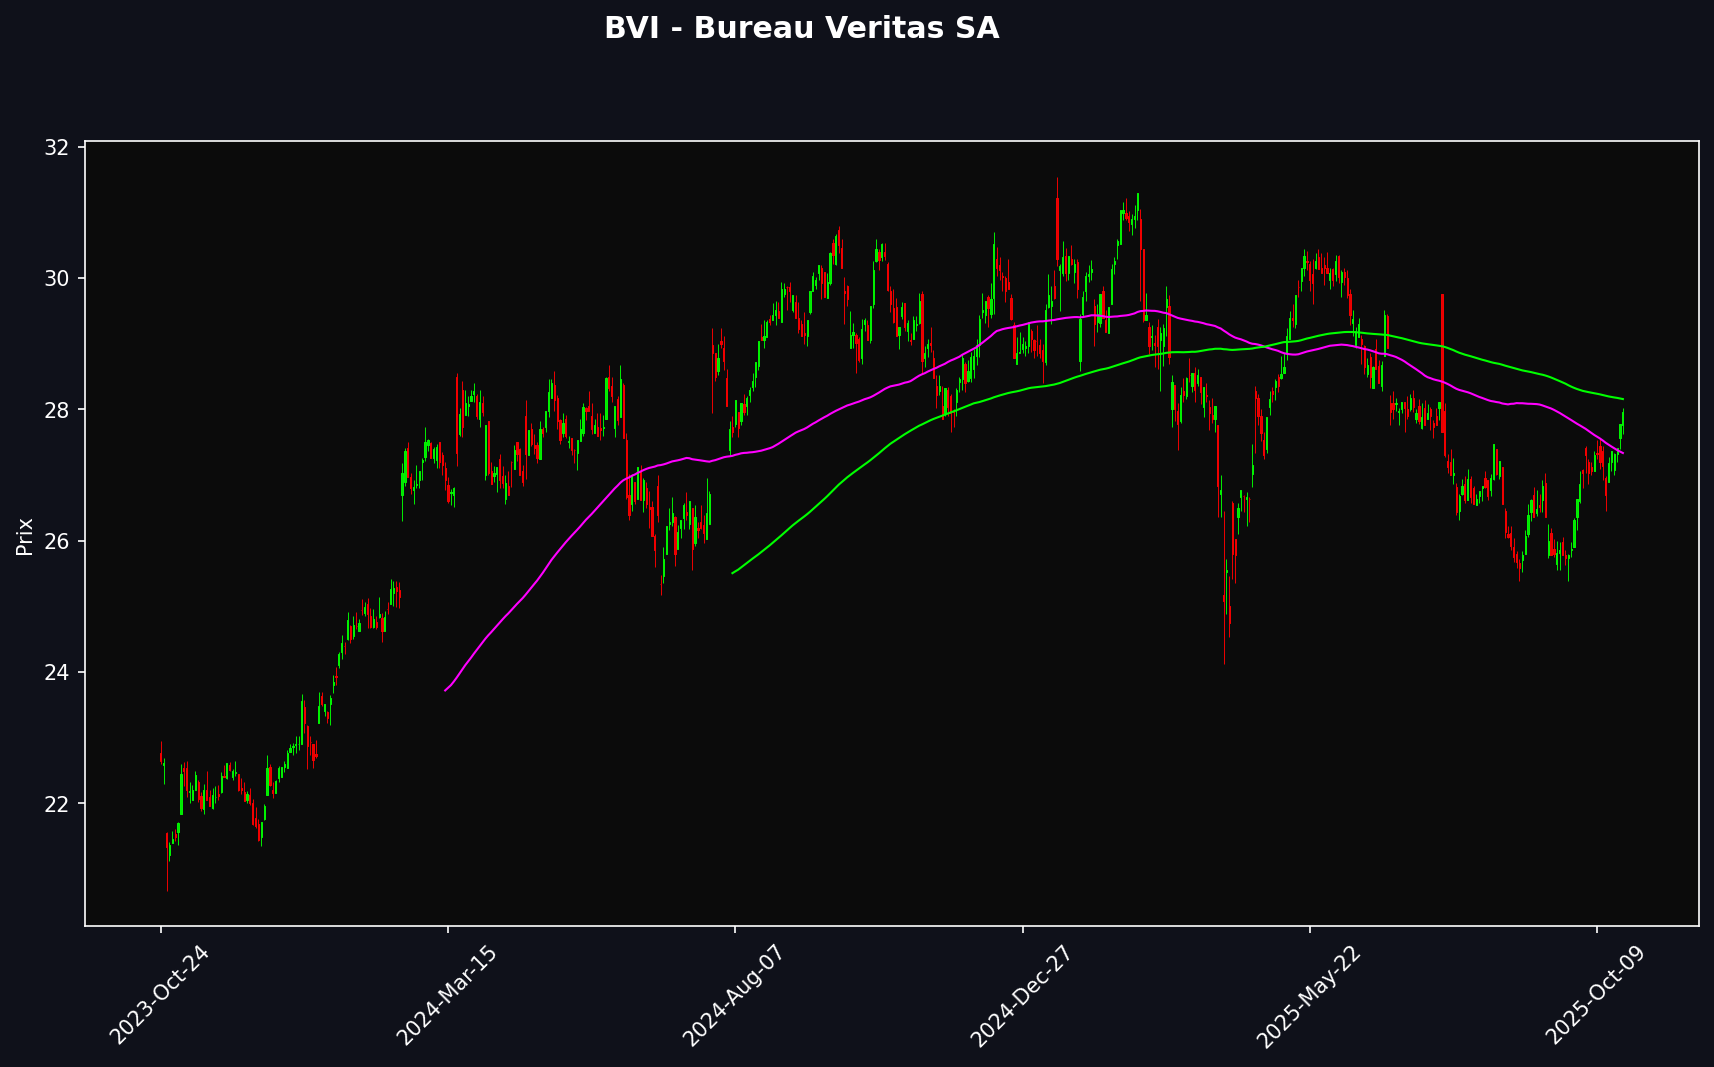 BVI - Bureau Veritas SA
32
30
28
26
24
22
Prix
2023-Oct-24
2024-Mar-15
2024-Aug-07
2024-Dec-27
2025-May-22
2025-Oct-09